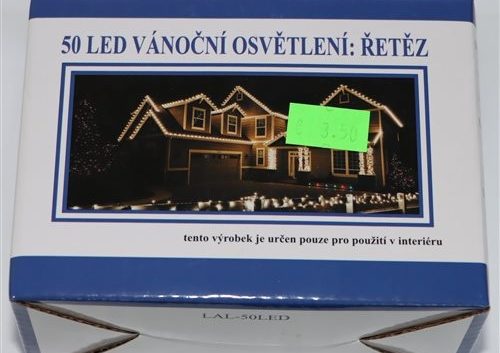 50 LED VÁNOČNÍ OSVĚTLENÍ: ŘETĚZ
€ 3.50
tento výrobek je určen pouze pro použití v interiéru
LAL-50LED